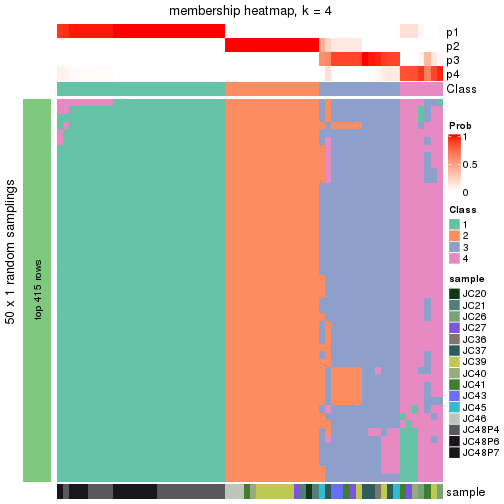 membership heatmap, k = 4
p1
p2
p3
p4
Class
50 x 1 random samplings
top 415 rows
sample
Prob
1
0.5
0
Class
1
2
3
4
sample
JC20
JC21
JC26
JC27
JC36
JC37
JC39
JC40
JC41
JC43
JC45
JC46
JC48P4
JC48P6
JC48P7